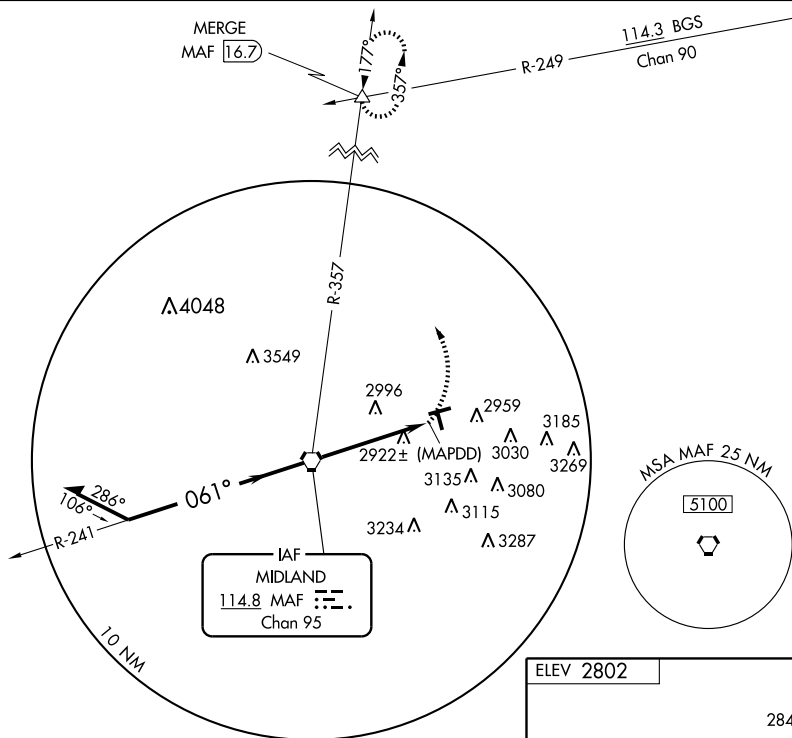 MERGE
MAF 16.7
177°
357°
114.3 BGS
R-249
Chan 90
R-357
4048
3549
2996
2959
3185
2922± (MAPDD)
3030
3269
3135
3080
3115
3234
3287
061°
286°
106°
R-241
IAF
MIDLAND
114.8 MAF
Chan 95
10 NM
MSA MAF 25 NM
5100
ELEV 2802
284